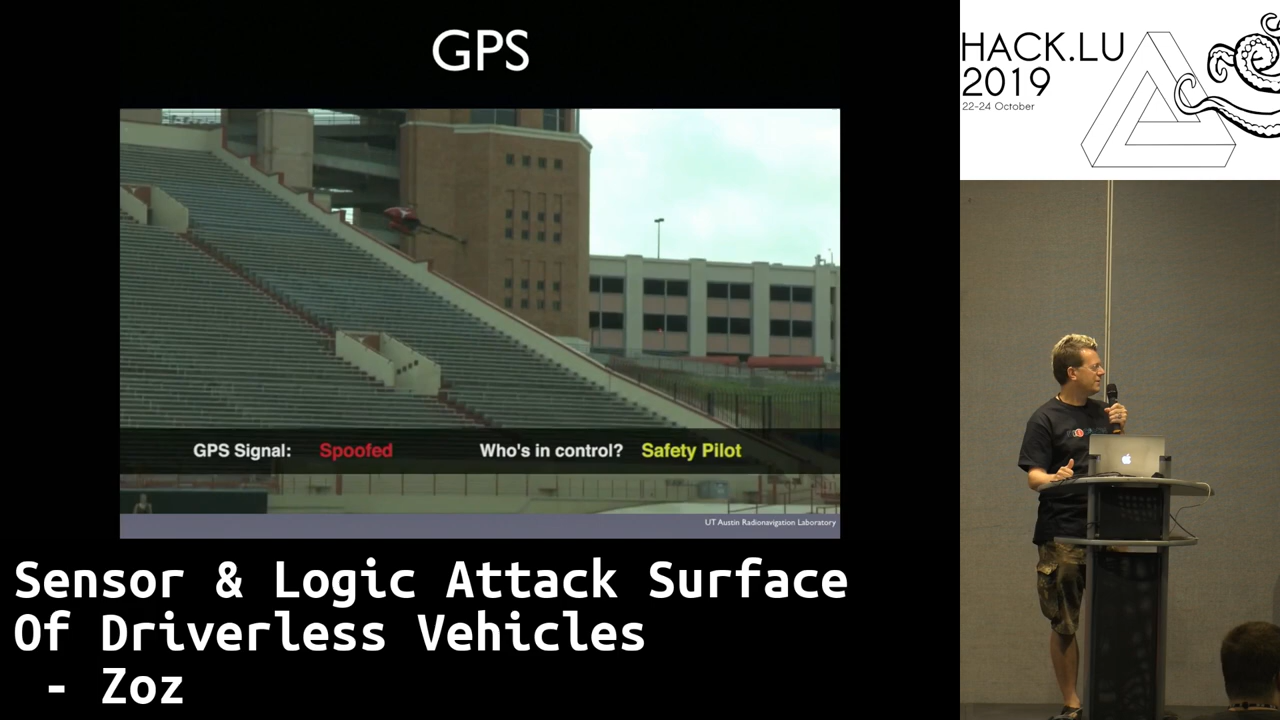 GPS
GPS Signal: Spoofed Who's in control? Safety Pilot
UT Austin Radionavigation Laboratory
Sensor & Logic Attack Surface
Of Driverless Vehicles
- Zoz
HACK.LU
2019
22-24 October